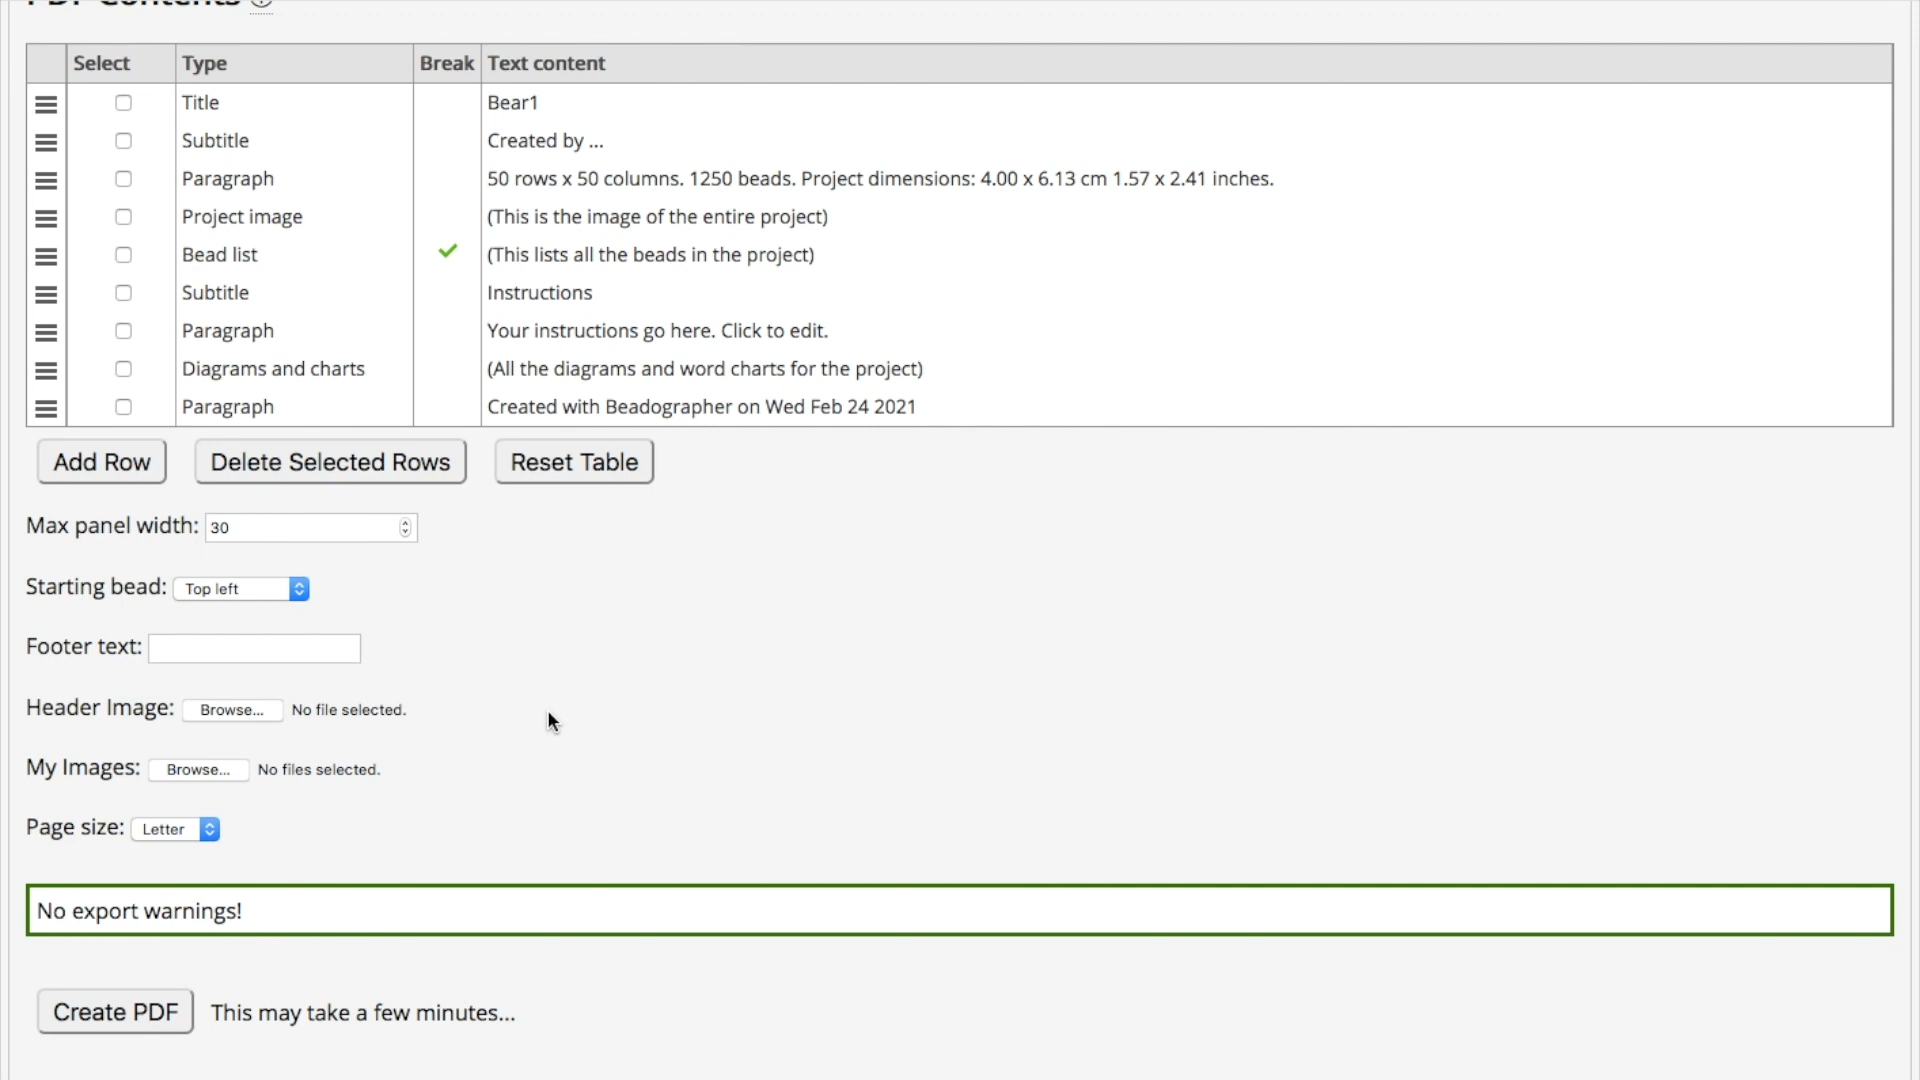 PDF Contents
Select Type Break Text content
Title Bear1
Subtitle Created by ...
Paragraph 50 rows x 50 columns. 1250 beads. Project dimensions: 4.00 x 6.13 cm 1.57 x 2.41 inches.
Project image (This is the image of the entire project)
Bead list (This lists all the beads in the project)
Subtitle Instructions
Paragraph Your instructions go here. Click to edit.
Diagrams and charts (All the diagrams and word charts for the project)
Paragraph Created with Beadographer on Wed Feb 24 2021
Add Row Delete Selected Rows Reset Table
Max panel width: 30
Starting bead: Top left
Footer text:
Header Image: Browse... No file selected.
My Images: Browse... No files selected.
Page size: Letter
No export warnings!
Create PDF This may take a few minutes...